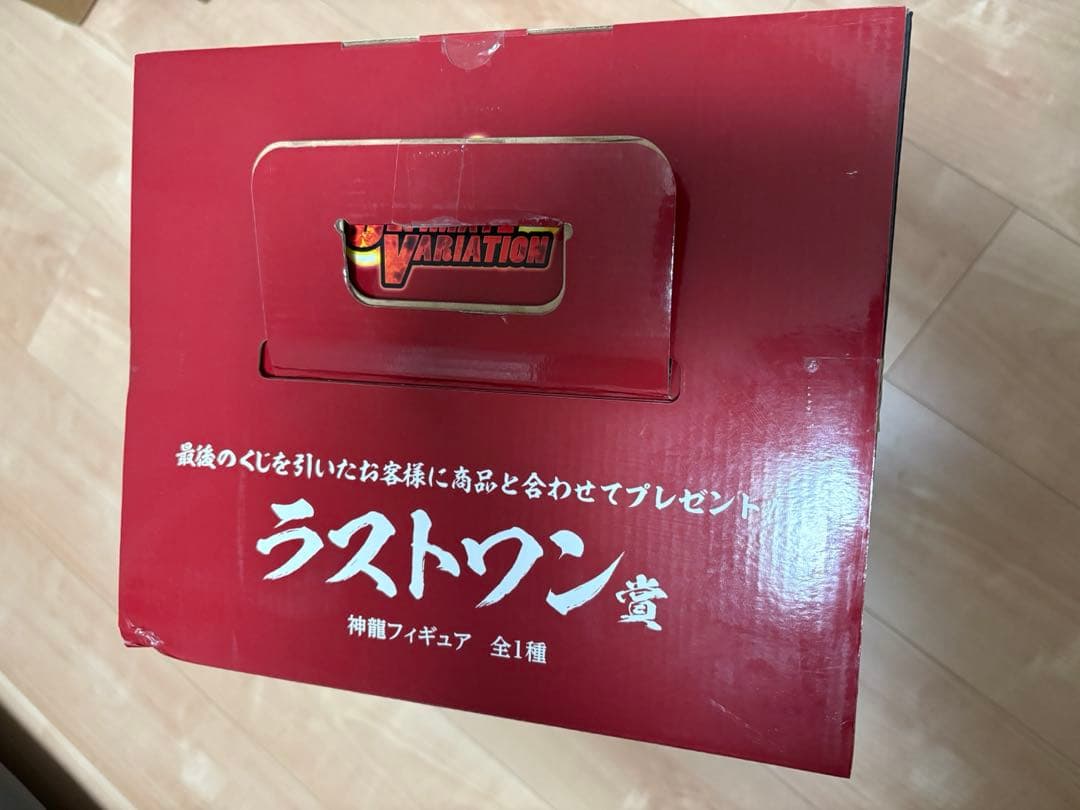 VARIATION
最後のくじを引いたお客様に商品と合わせてプレゼント
ラストワン賞
神龍フィギュア 全1種